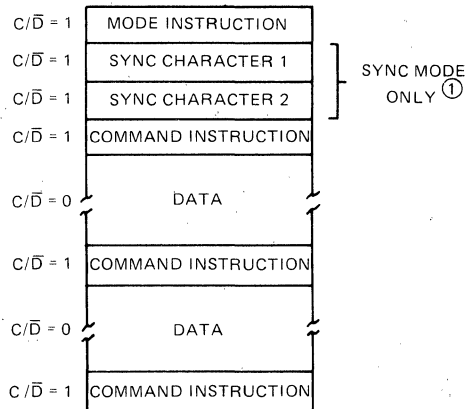 C/D̅ = 1 MODE INSTRUCTION
C/D̅ = 1 SYNC CHARACTER 1
C/D̅ = 1 SYNC CHARACTER 2
SYNC MODE
ONLY ①
C/D̅ = 1 COMMAND INSTRUCTION
C/D̅ = 0 DATA
C/D̅ = 1 COMMAND INSTRUCTION
C/D̅ = 0 DATA
C/D̅ = 1 COMMAND INSTRUCTION